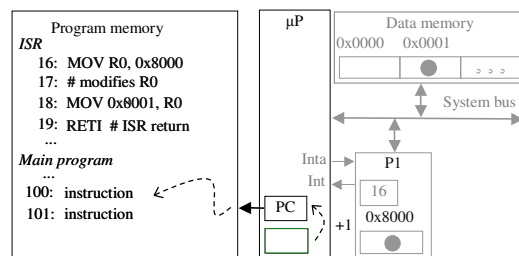 Program memory
ISR
16: MOV R0, 0x8000
17: # modifies R0
18: MOV 0x0001, R0
19: RETI # ISR return
...
Main program
...
100: instruction
101: instruction
μP
PC
+1
Data memory
0x0000 0x0001
System bus
Inta
Int
P1
16
0x8000